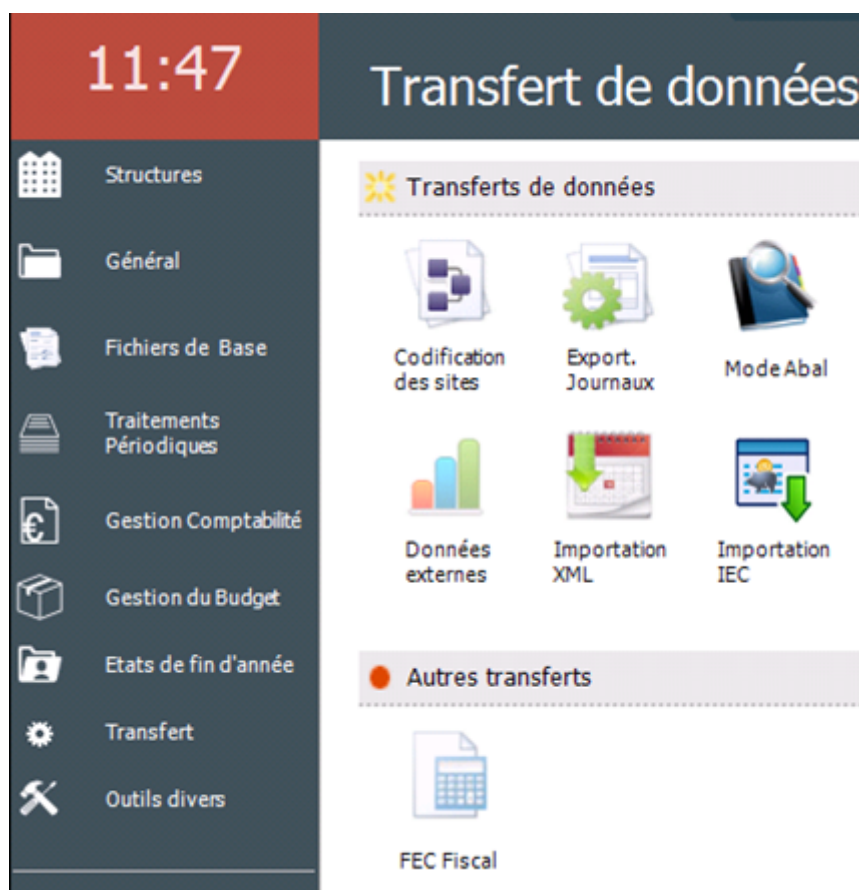 11:47
Transfert de données
Structures
Général
Fichiers de Base
Traitements
Périodiques
Gestion Comptabilité
Gestion du Budget
Etats de fin d'année
Transfert
Outils divers
Transferts de données
Codification
des sites
Export.
Journaux
Mode Abal
Données
externes
Importation
XML
Importation
IEC
Autres transferts
FEC Fiscal